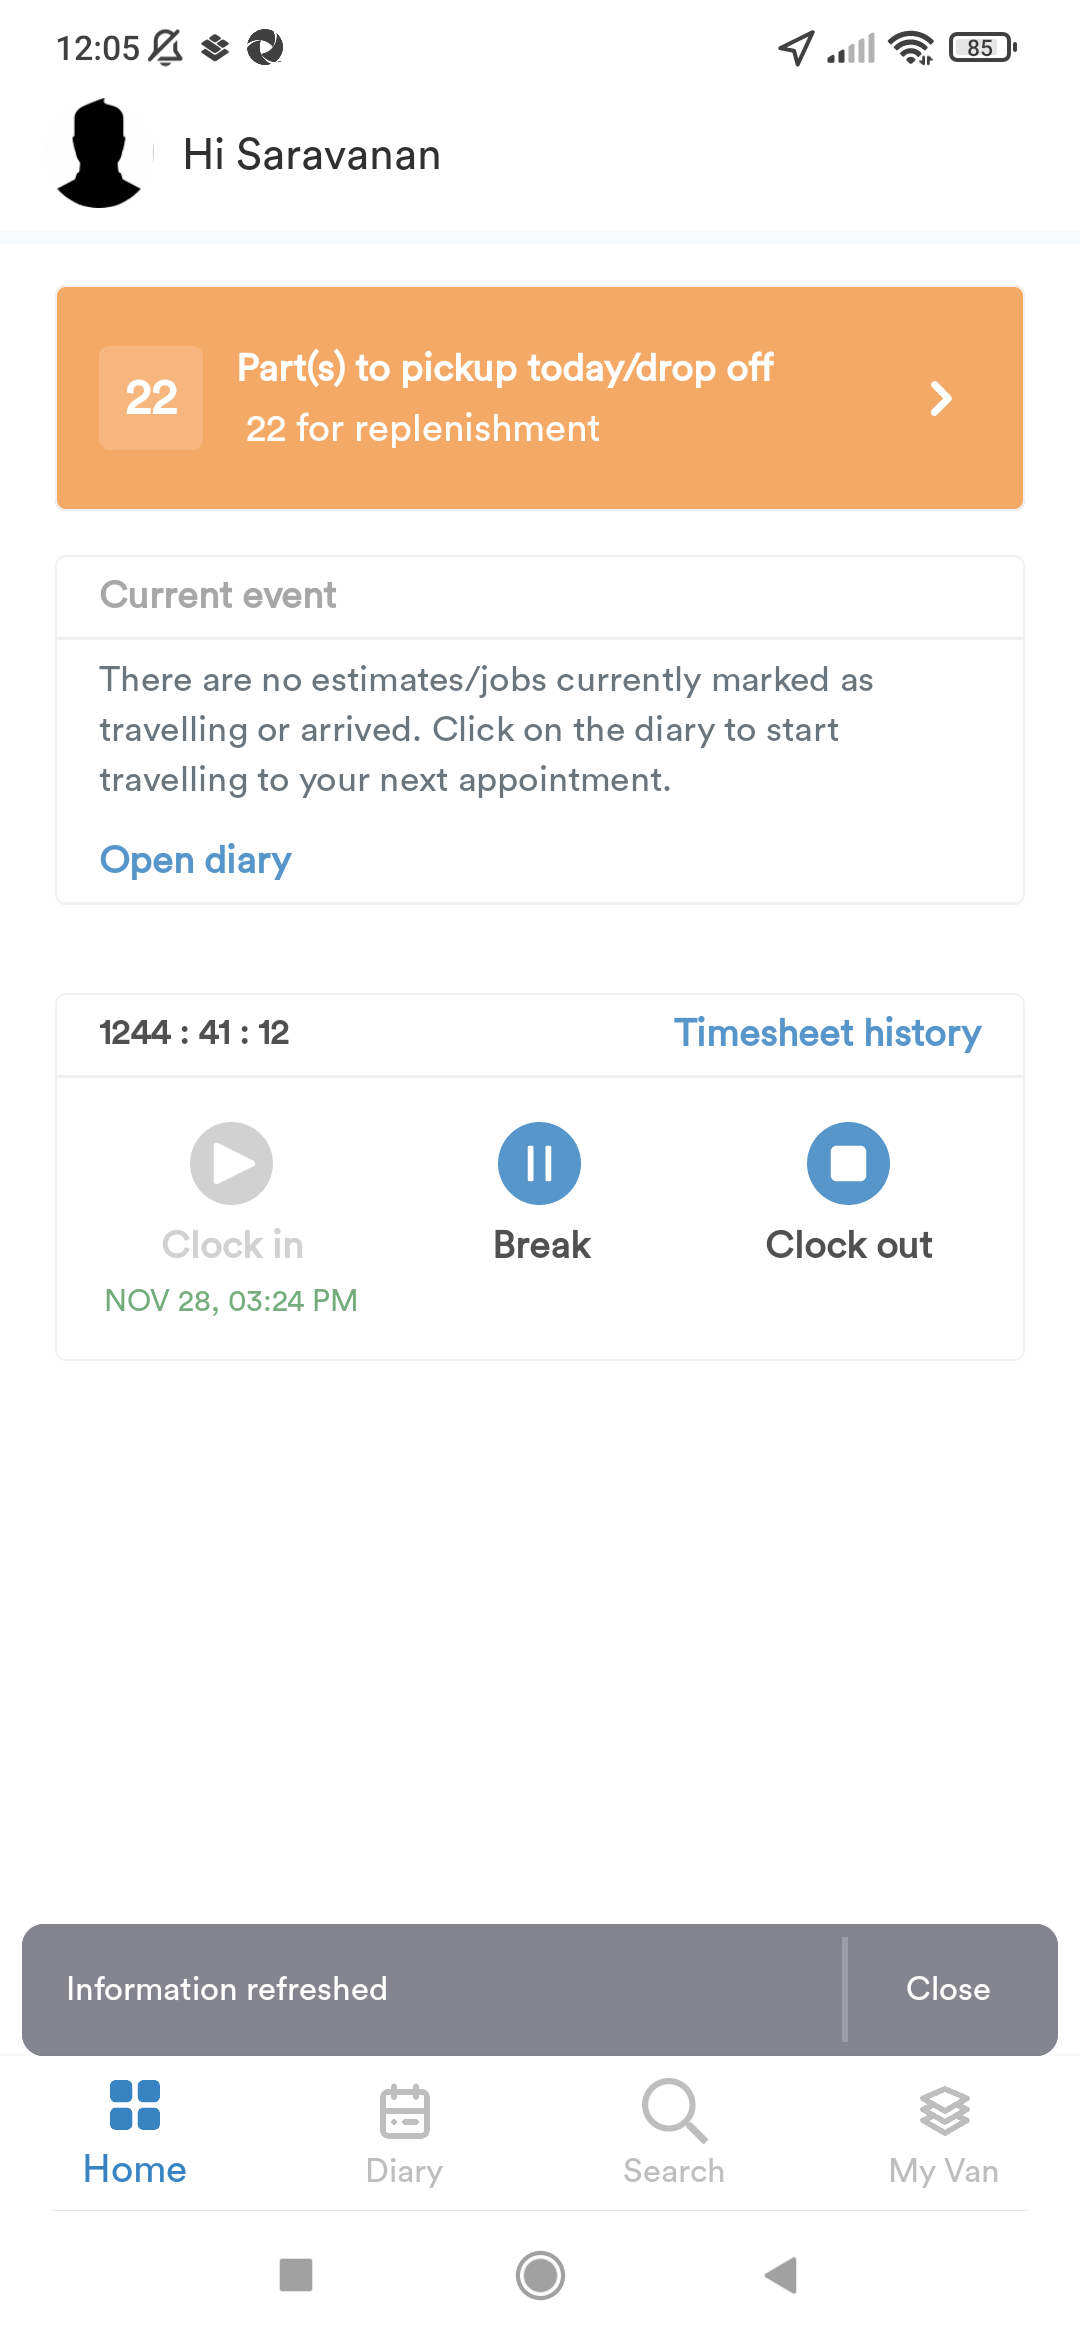 12:05
85
Hi Saravanan
22
Part(s) to pickup today/drop off
22 for replenishment
Current event
There are no estimates/jobs currently marked as
travelling or arrived. Click on the diary to start
travelling to your next appointment.
Open diary
1244 : 41 : 12
Timesheet history
Clock in
Break
Clock out
NOV 28, 03:24 PM
Information refreshed
Close
Home
Diary
Search
My Van